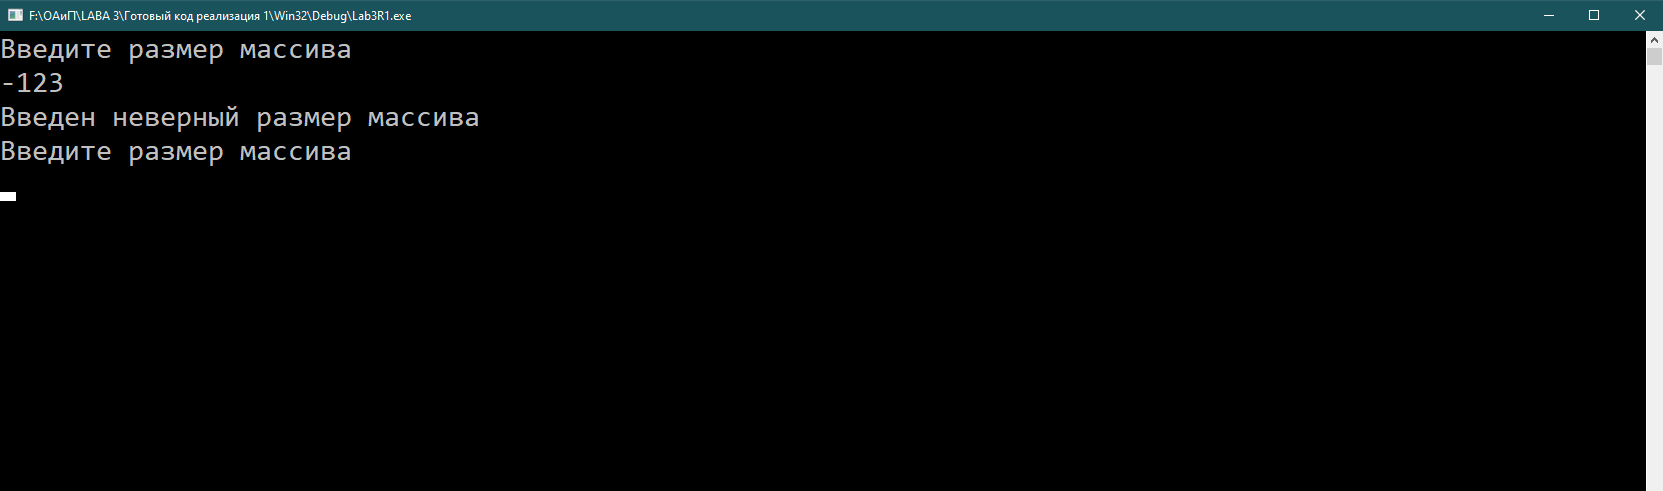 F:\ОАиП\LABA 3\Готовый код реализация 1\Win32\Debug\Lab3R1.exe
Введите размер массива
-123
Введен неверный размер массива
Введите размер массива